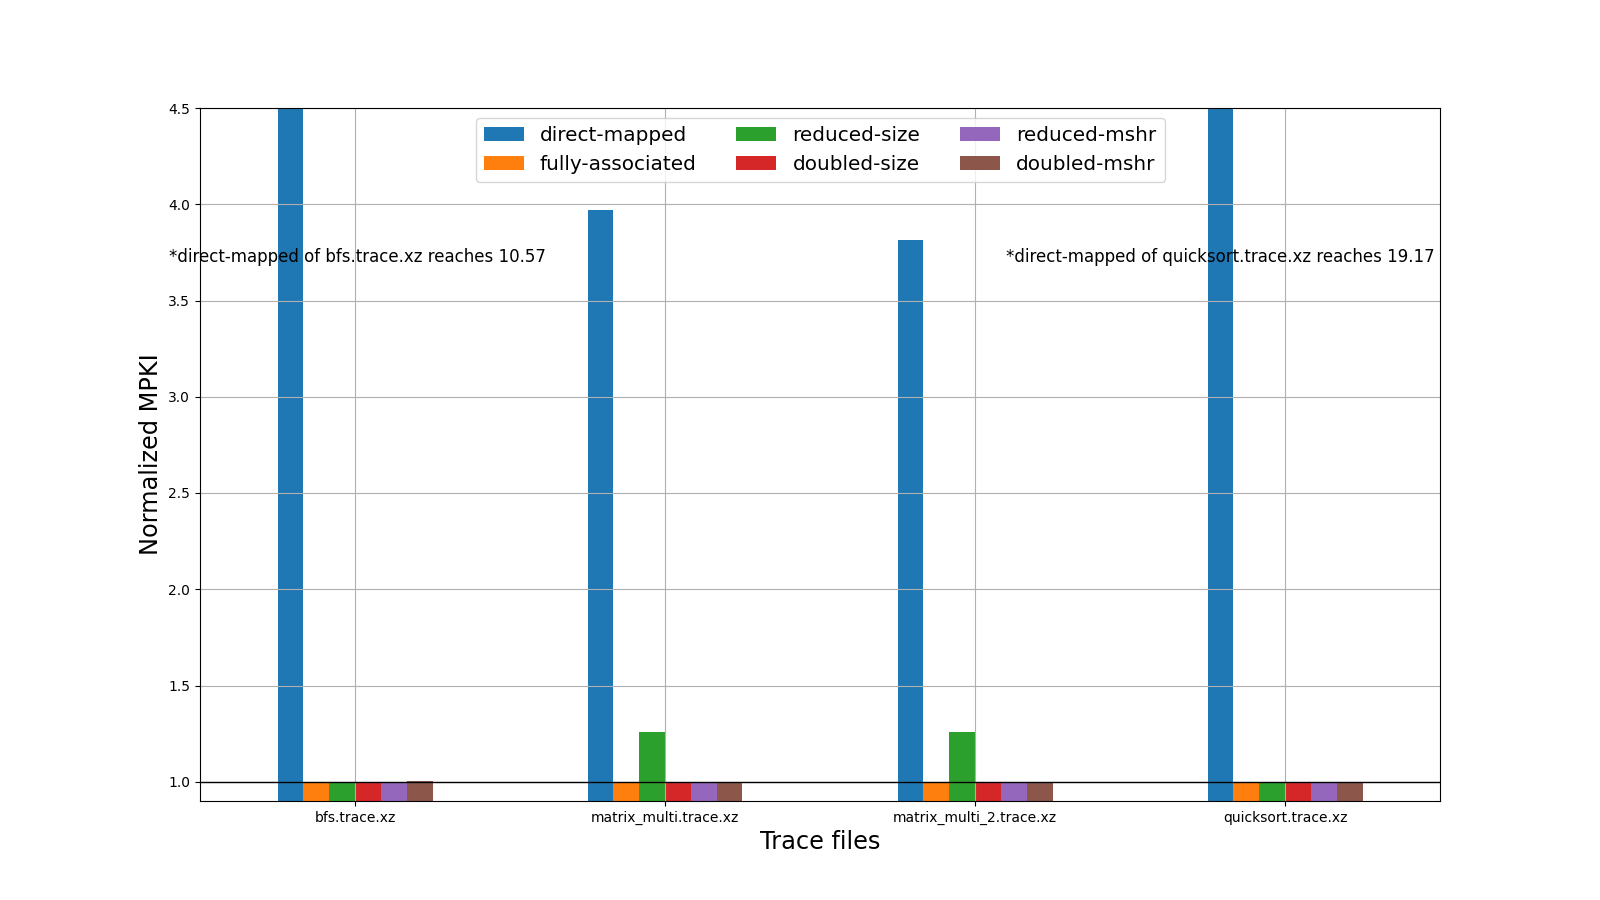 4.5
direct-mapped
fully-associated
reduced-size
doubled-size
reduced-mshr
doubled-mshr
4.0
*direct-mapped of bfs.trace.xz reaches 10.57
*direct-mapped of quicksort.trace.xz reaches 19.17
3.5
3.0
2.5
2.0
1.5
1.0
Normalized MPKI
bfs.trace.xz
matrix_multi.trace.xz
matrix_multi_2.trace.xz
quicksort.trace.xz
Trace files